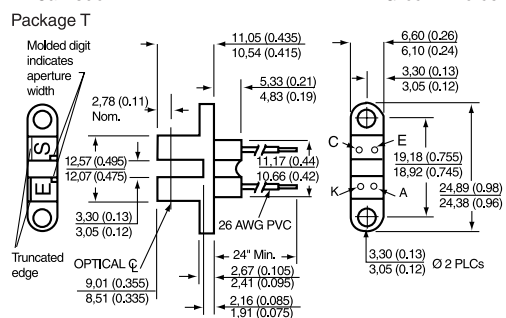 Package T
Molded digit
indicates
aperture
width
11,05 (0.435)
10,54 (0.415)
6,60 (0.26)
6,10 (0.24)
5,33 (0.21)
4,83 (0.19)
3,30 (0.13)
3,05 (0.12)
2,78 (0.11)
Nom.
S
E
12,57 (0.495)
12,07 (0.475)
11,17 (0.44)
10,66 (0.42)
C
E
K
A
19,18 (0.755)
18,92 (0.745)
24,89 (0.98)
24,38 (0.96)
3,30 (0.13)
3,05 (0.12)
26 AWG PVC
Truncated
edge
OPTICAL ℄
24" Min.
9,01 (0.355)
8,51 (0.335)
2,67 (0.105)
2,41 (0.095)
2,16 (0.085)
1,91 (0.075)
3,30 (0.13)
3,05 (0.12)
Ø 2 PLCs